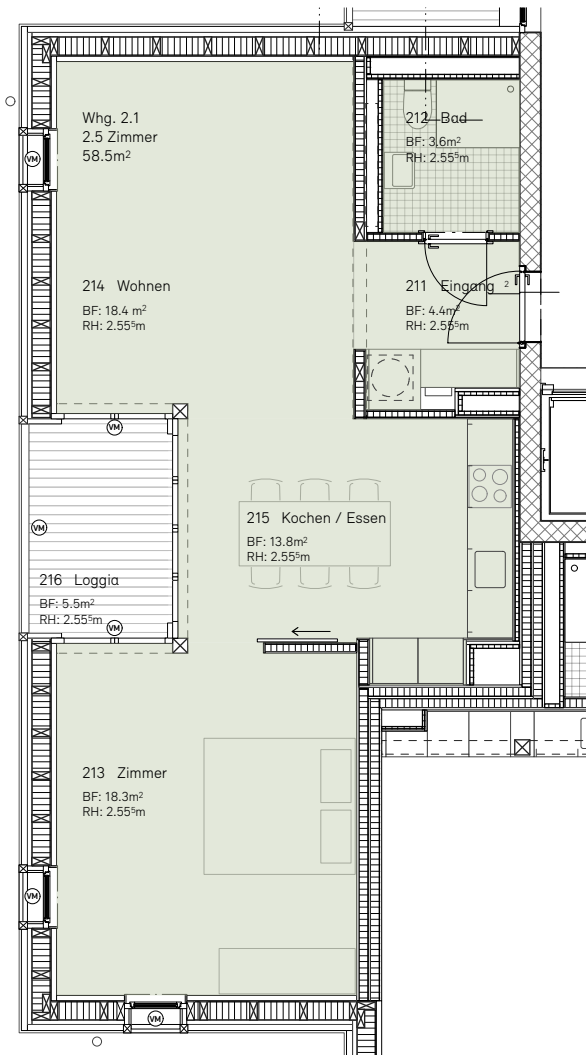 Whg. 2.1
2.5 Zimmer
58.5m²
212 Bad
BF: 3.6m²
RH: 2.55⁵m
VM
214 Wohnen
BF: 18.4 m²
RH: 2.55⁵m
211 Eingang 2
BF: 4.4m²
RH: 2.55⁵m
VM
VM
215 Kochen / Essen
BF: 13.8m²
RH: 2.55⁵m
216 Loggia
BF: 5.5m²
RH: 2.55⁵m
VM
213 Zimmer
BF: 18.3m²
RH: 2.55⁵m
VM
VM